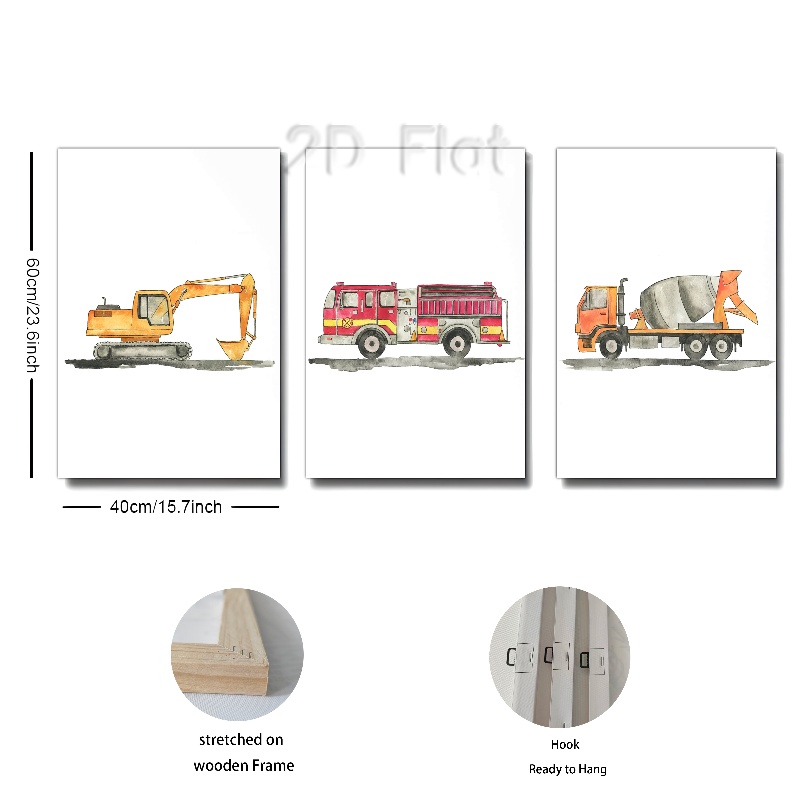 2D Flat
60cm/23.6inch
40cm/15.7inch
stretched on
wooden Frame
Hook
Ready to Hang